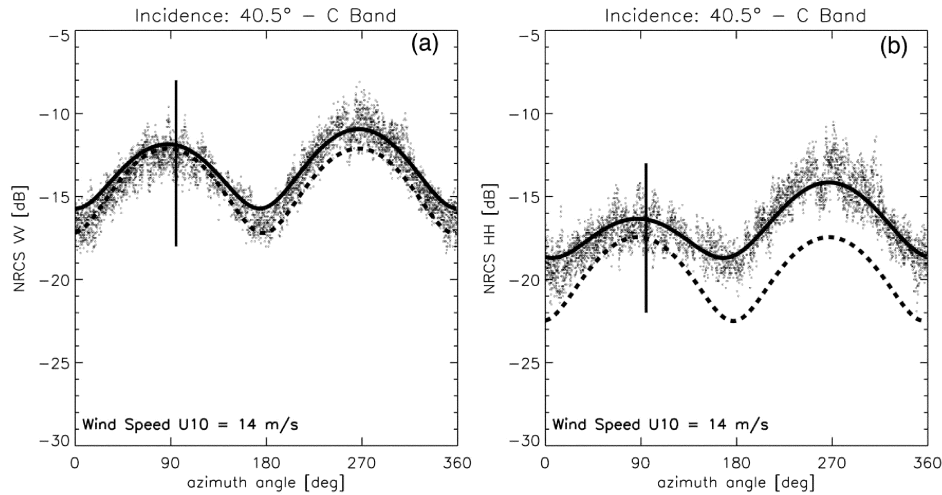 Incidence: 40.5° – C Band
(a)
NRCS VV [dB]
-5
-10
-15
-20
-25
-30
Wind Speed U10 = 14 m/s
0 90 180 270 360
azimuth angle [deg]
Incidence: 40.5° – C Band
(b)
NRCS HH [dB]
-5
-10
-15
-20
-25
-30
Wind Speed U10 = 14 m/s
0 90 180 270 360
azimuth angle [deg]